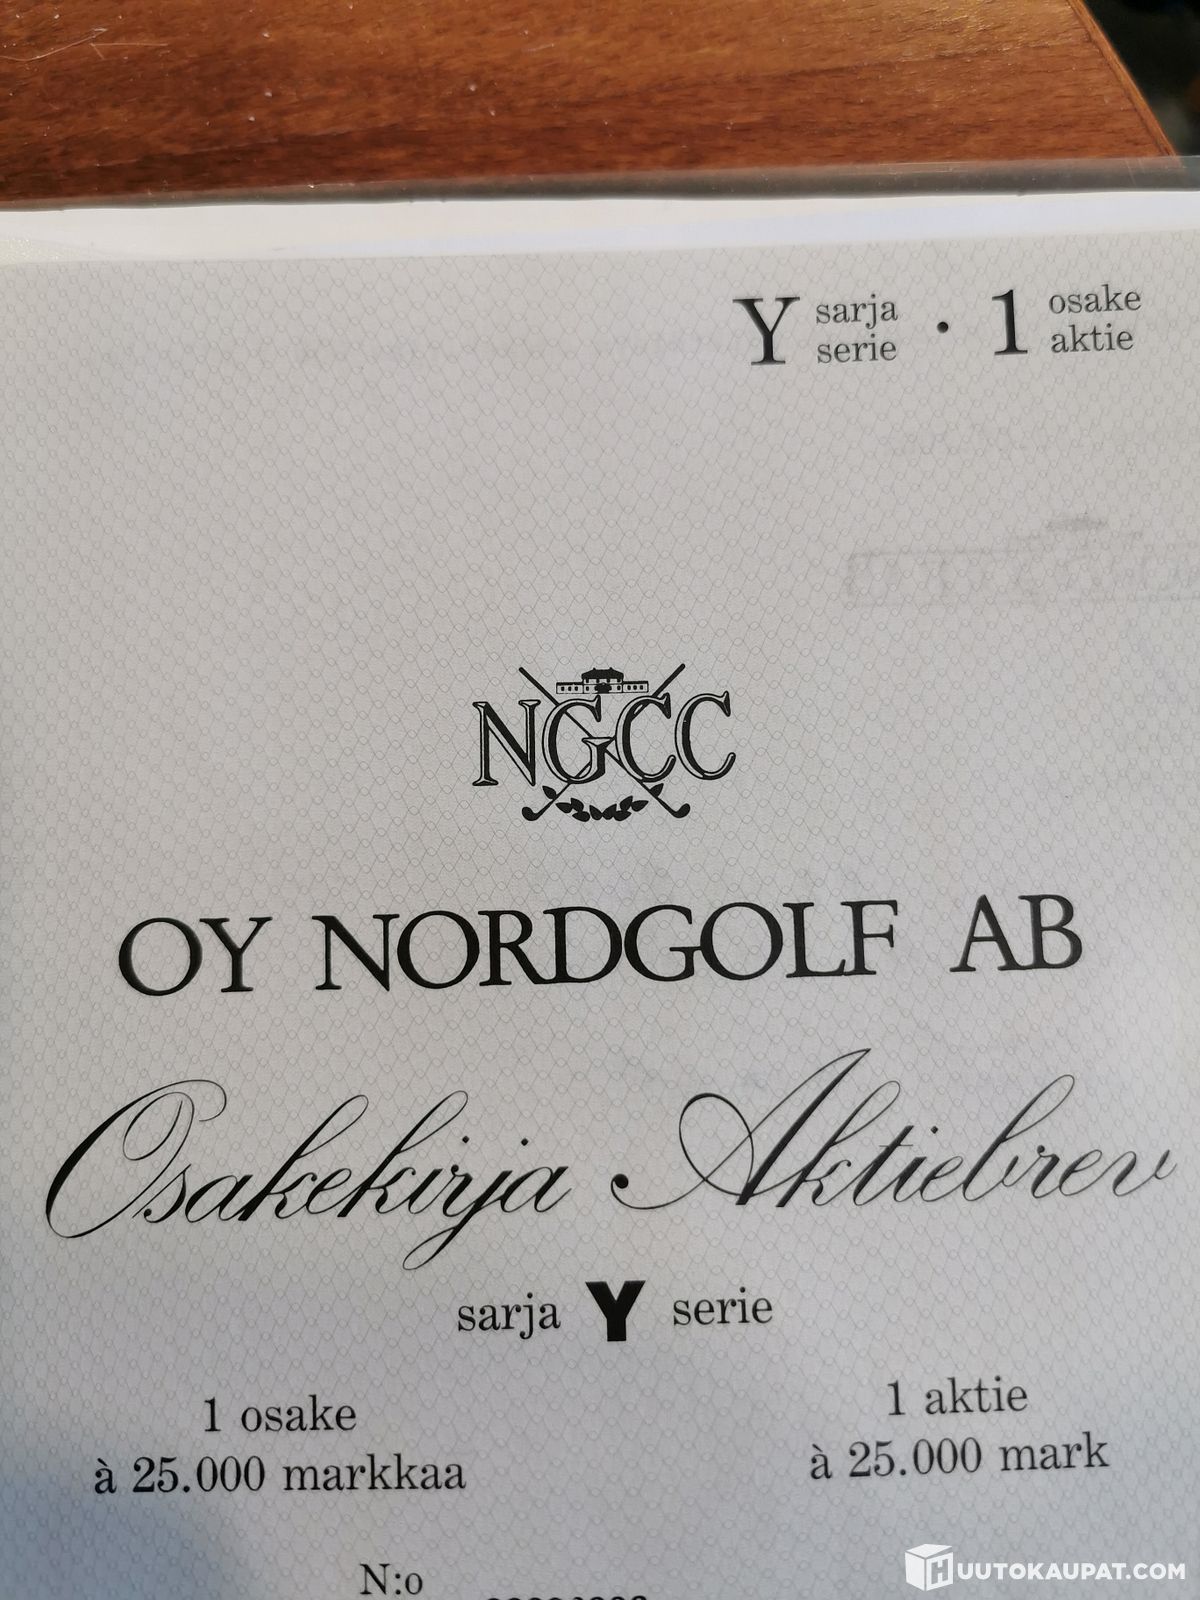 Y sarja serie · 1 osake aktie
NGCC
OY NORDGOLF AB
Osakekirja · Aktiebrev
sarja Y serie
1 osake
à 25.000 markkaa
1 aktie
à 25.000 mark
N:o
HUUTOKAUPAT.COM